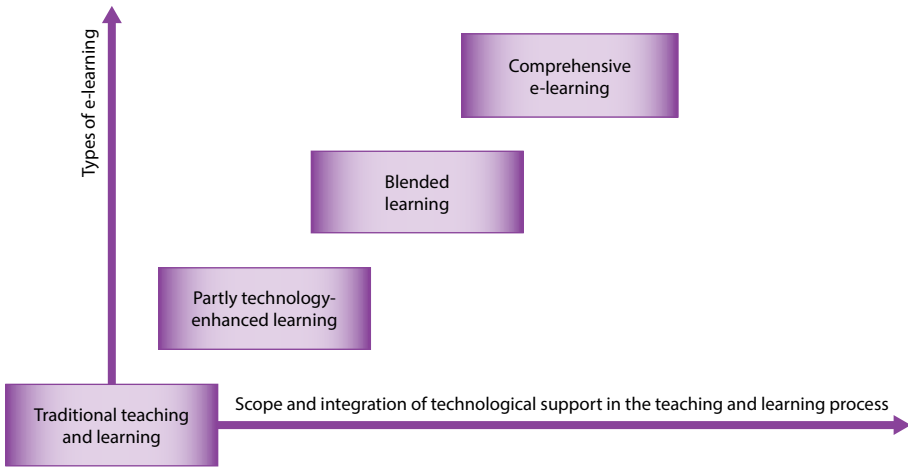 Types of e-learning
Comprehensive
e-learning
Blended
learning
Partly technology-
enhanced learning
Traditional teaching
and learning
Scope and integration of technological support in the teaching and learning process